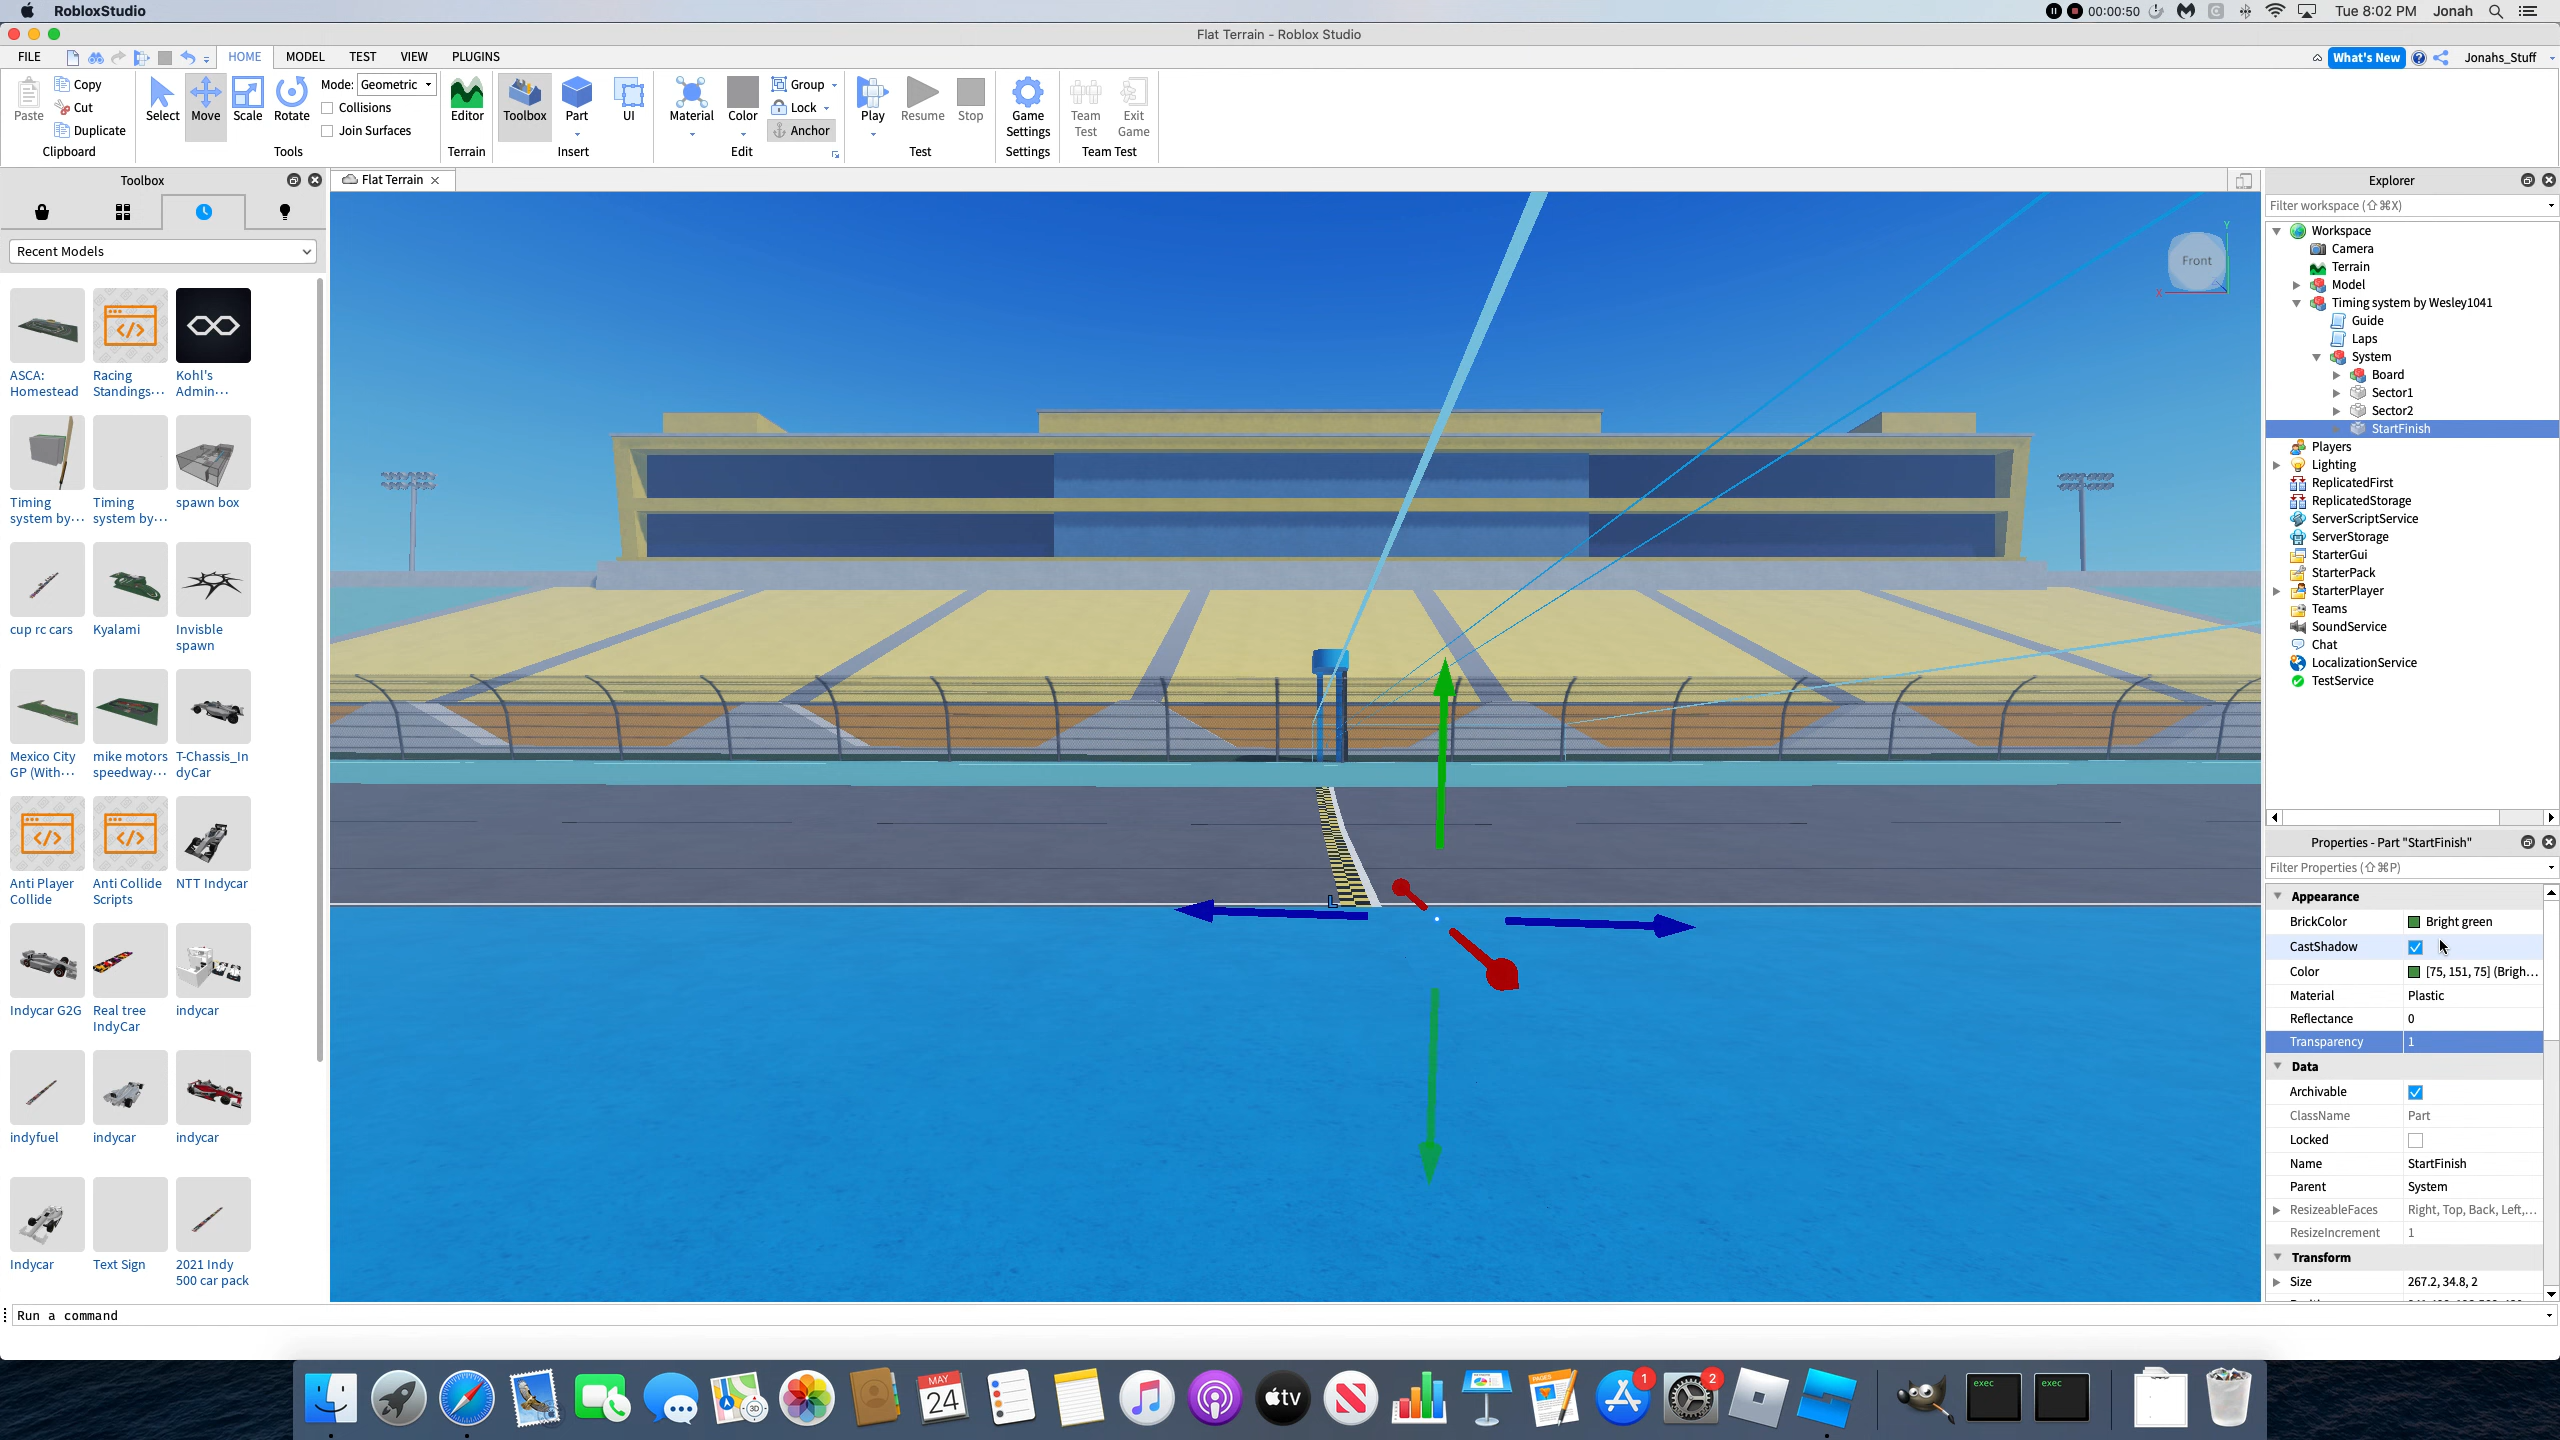 RobloxStudio
00:00:50
Tue 8:02 PM
Jonah
Flat Terrain - Roblox Studio
FILE
HOME
MODEL
TEST
VIEW
PLUGINS
What's New
Jonahs_Stuff
Paste
Copy
Cut
Duplicate
Clipboard
Select
Move
Scale
Rotate
Mode: Geometric
Collisions
Join Surfaces
Tools
Editor
Terrain
Toolbox
Part
UI
Insert
Material
Color
Group
Lock
Anchor
Edit
Play
Resume
Stop
Test
Game
Settings
Settings
Team
Test
Exit
Game
Team Test
Toolbox
Recent Models
ASCA:
Homestead
Racing
Standings...
Kohl's
Admin...
Timing
system by...
Timing
system by...
spawn box
cup rc cars
Kyalami
Invisble
spawn
Mexico City
GP (With...
mike motors
speedway...
T-Chassis_In
dyCar
Anti Player
Collide
Anti Collide
Scripts
NTT Indycar
Indycar G2G
Real tree
IndyCar
indycar
indyfuel
indycar
indycar
Indycar
Text Sign
2021 Indy
500 car pack
Flat Terrain
Front
Y
X
L
Explorer
Filter workspace (⇧⌘X)
Workspace
Camera
Terrain
Model
Timing system by Wesley1041
Guide
Laps
System
Board
Sector1
Sector2
StartFinish
Players
Lighting
ReplicatedFirst
ReplicatedStorage
ServerScriptService
ServerStorage
StarterGui
StarterPack
StarterPlayer
Teams
SoundService
Chat
LocalizationService
TestService
Properties - Part "StartFinish"
Filter Properties (⇧⌘P)
Appearance
BrickColor Bright green
CastShadow
Color [75, 151, 75] (Brigh...
Material Plastic
Reflectance 0
Transparency 1
Data
Archivable
ClassName Part
Locked
Name StartFinish
Parent System
ResizeableFaces Right, Top, Back, Left,...
ResizeIncrement 1
Transform
Size 267.2, 34.8, 2
Run a command
MAY
24
3D
tv
PAGES
1
2
exec
exec